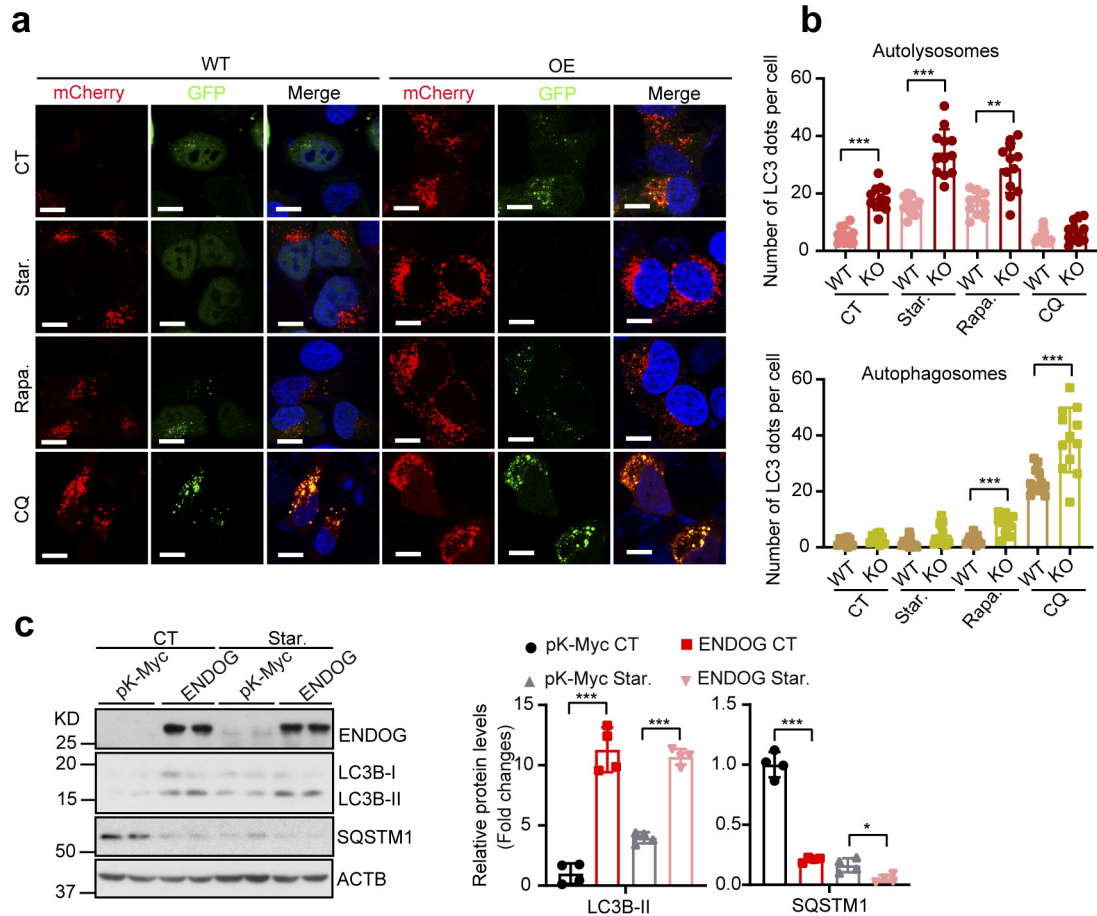 a
WT OE
mCherry GFP Merge mCherry GFP Merge
CT
Star.
Rapa.
CQ
b
Autolysosomes
Number of LC3 dots per cell
60
40
20
0
*** *** **
WT KO WT KO WT KO WT KO
CT Star. Rapa. CQ
Autophagosomes
Number of LC3 dots per cell
60
40
20
0
*** ***
WT KO WT KO WT KO WT KO
CT Star. Rapa. CQ
c
CT Star.
pK-Myc ENDOG pK-Myc ENDOG
KD
25
20
15
50
37
ENDOG
LC3B-I
LC3B-II
SQSTM1
ACTB
pK-Myc CT ENDOG CT
pK-Myc Star. ENDOG Star.
Relative protein levels
(Fold changes)
15
10
5
0
*** ***
LC3B-II
1.5
1.0
0.5
0.0
*** *
SQSTM1